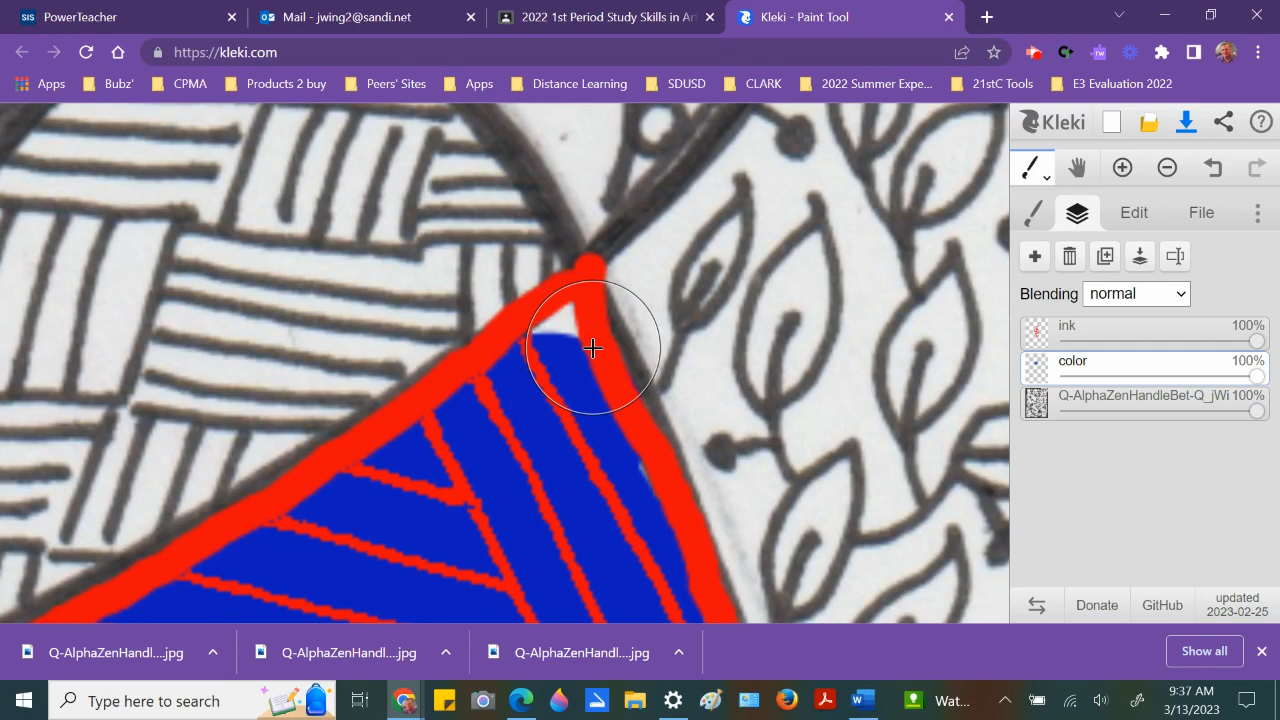 SIS PowerTeacher
Mail - jwing2@sandi.net
2022 1st Period Study Skills in Ar
Kleki - Paint Tool
https://kleki.com
rw
Apps Bubz' CPMA Products 2 buy Peers' Sites Apps Distance Learning SDUSD CLARK 2022 Summer Expe... 21stC Tools E3 Evaluation 2022
Kleki
Edit File
Blending normal
ink 100%
color 100%
Q-AlphaZenHandleBet-Q_jWi 100%
Donate GitHub updated
2023-02-25
Q-AlphaZenHandl....jpg Q-AlphaZenHandl....jpg Q-AlphaZenHandl....jpg Show all
Type here to search
Wat...
9:37 AM
3/13/2023